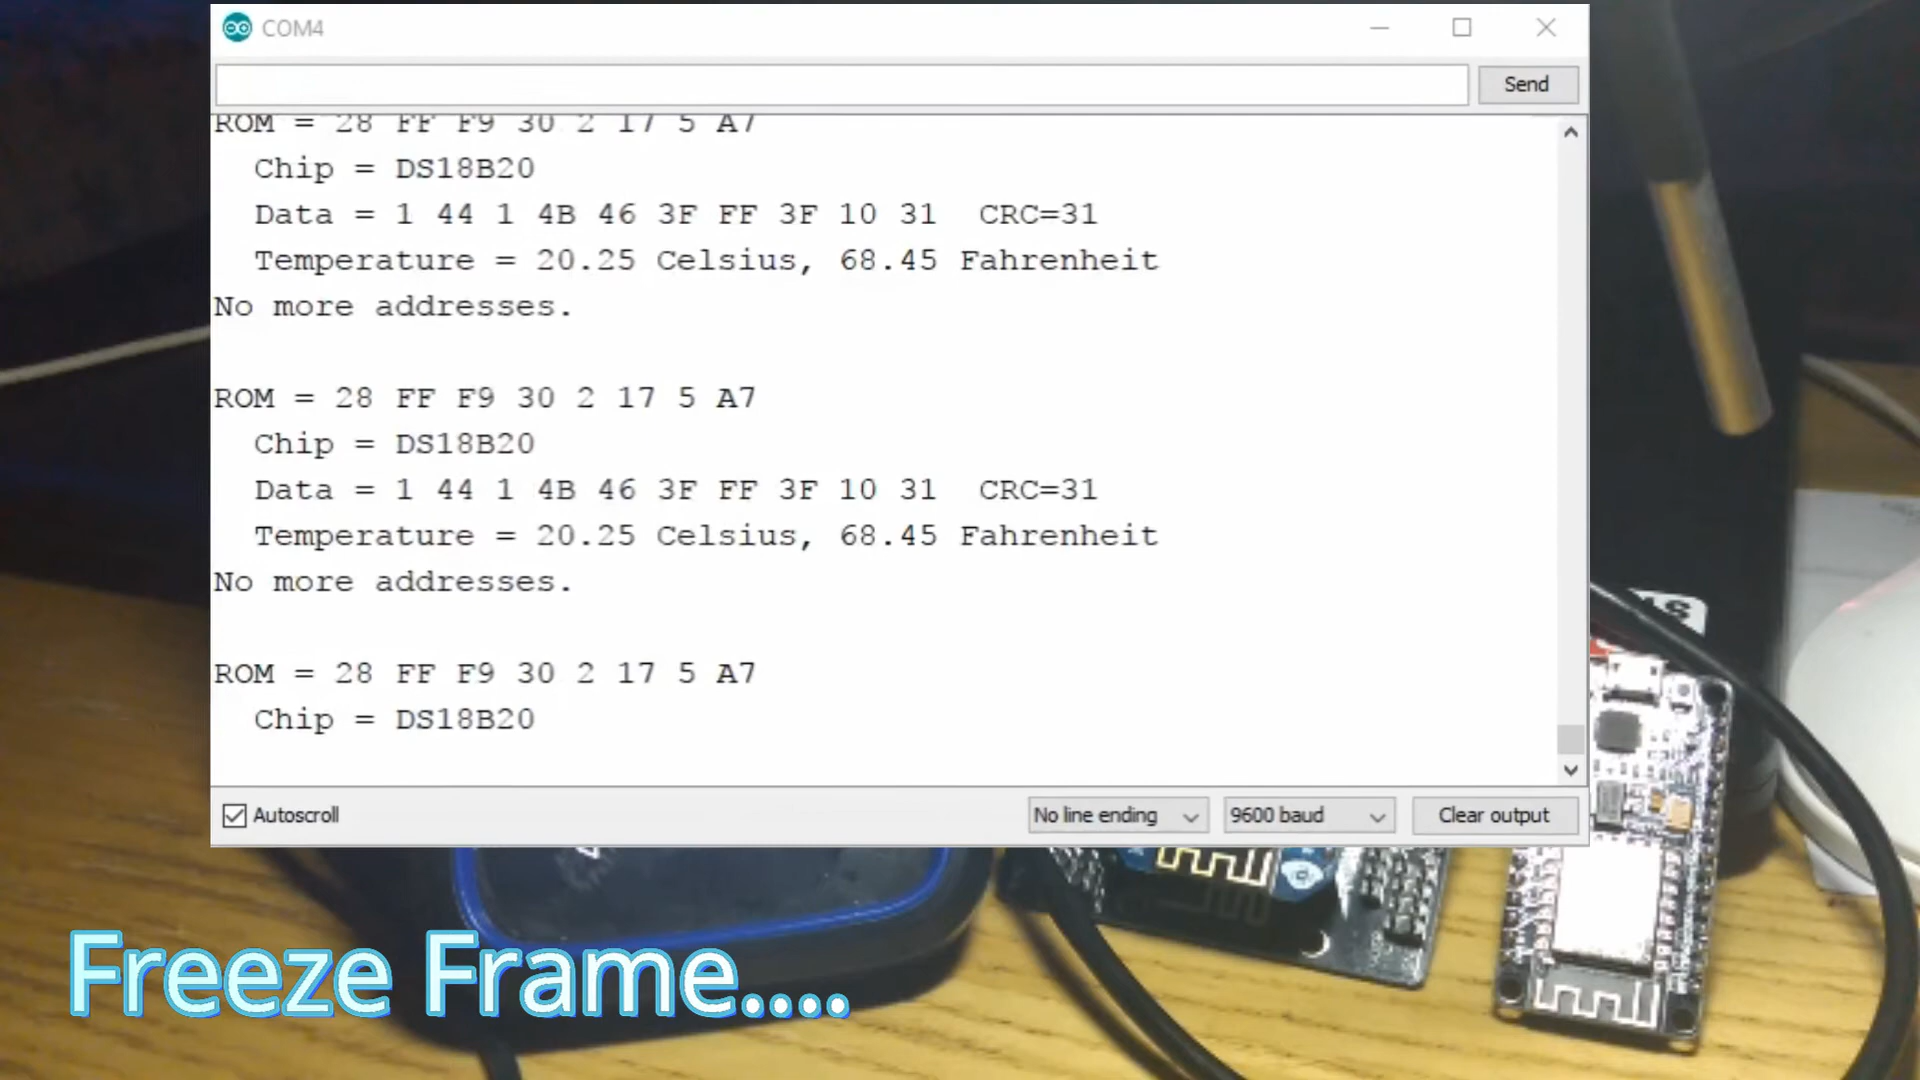 COM4
Send
ROM = 28 FF F9 30 2 17 5 A7
Chip = DS18B20
Data = 1 44 1 4B 46 3F FF 3F 10 31 CRC=31
Temperature = 20.25 Celsius, 68.45 Fahrenheit
No more addresses.
ROM = 28 FF F9 30 2 17 5 A7
Chip = DS18B20
Data = 1 44 1 4B 46 3F FF 3F 10 31 CRC=31
Temperature = 20.25 Celsius, 68.45 Fahrenheit
No more addresses.
ROM = 28 FF F9 30 2 17 5 A7
Chip = DS18B20
Autoscroll
No line ending
9600 baud
Clear output
Freeze Frame....